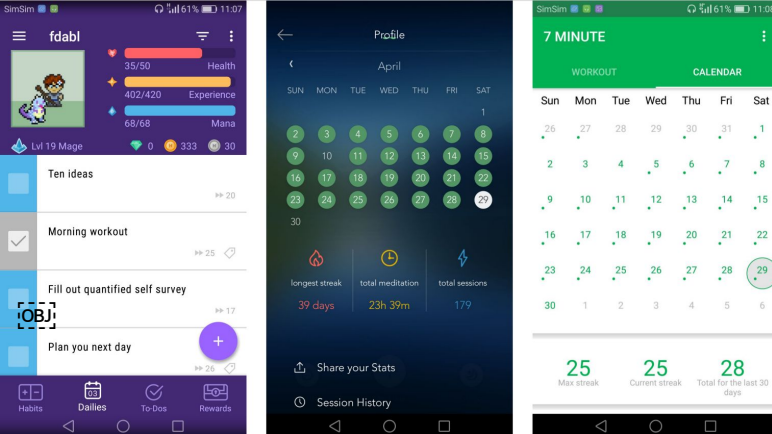 SimSim 61% 11:07
fdabl
35/50 Health
402/420 Experience
68/68 Mana
Lvl 19 Mage 0 333 30
Ten ideas
20
Morning workout
25
Fill out quantified self survey
17
OBJ
Plan you next day
26
+
Habits Dailies To-Dos Rewards
03
Profile
April
SUN MON TUE WED THU FRI SAT
1
2 3 4 5 6 7 8
9 10 11 12 13 14 15
16 17 18 19 20 21 22
23 24 25 26 27 28 29
30
longest streak total meditation total sessions
39 days 23h 39m 179
Share your Stats
Session History
SimSim 61% 11:08
7 MINUTE
WORKOUT CALENDAR
Sun Mon Tue Wed Thu Fri Sat
26 27 28 29 30 31 1
2 3 4 5 6 7 8
9 10 11 12 13 14 15
16 17 18 19 20 21 22
23 24 25 26 27 28 29
30 1 2 3 4 5 6
25 25 28
Max streak Current streak Total for the last 30
days